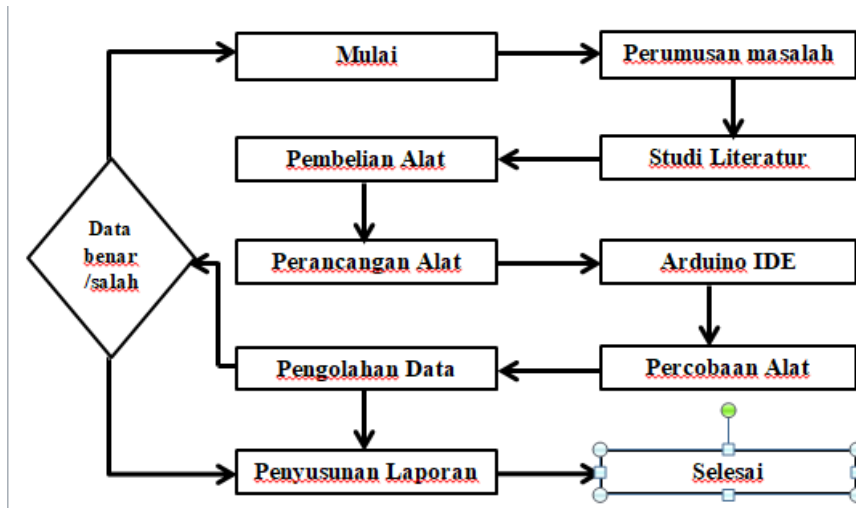 Mulai
Perumusan masalah
Pembelian Alat
Studi Literatur
Data
benar
/salah
Perancangan Alat
Arduino IDE
Pengolahan Data
Percobaan Alat
Penyusunan Laporan
Selesai